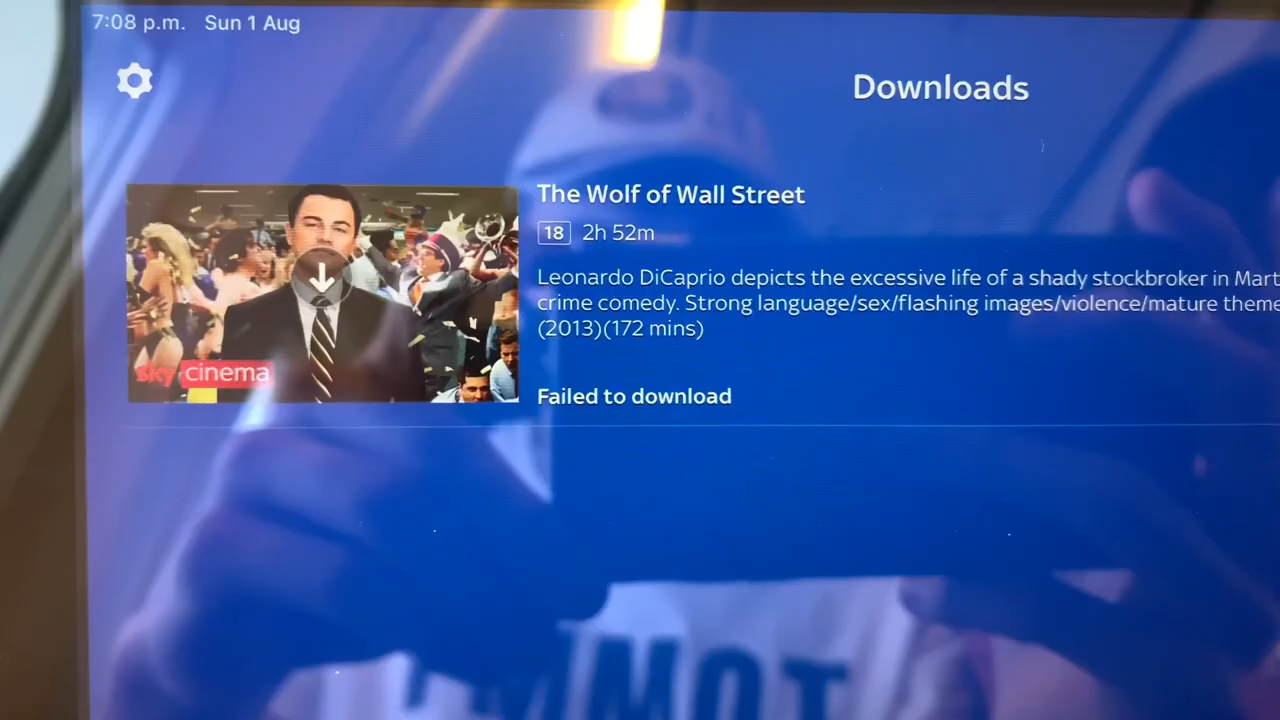 7:08 p.m. Sun 1 Aug
Downloads
The Wolf of Wall Street
18 2h 52m
Leonardo DiCaprio depicts the excessive life of a shady stockbroker in Mart
crime comedy. Strong language/sex/flashing images/violence/mature theme
(2013)(172 mins)
sky cinema
Failed to download
NOT